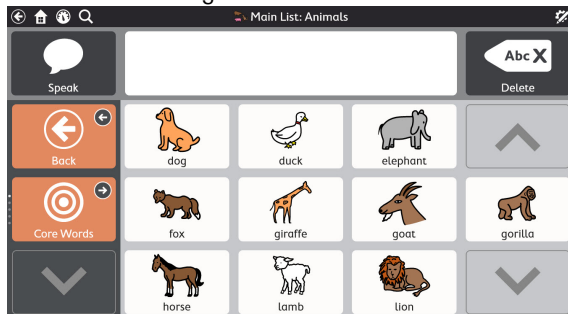 Main List: Animals
Abc X
Speak
Delete
Back
dog
duck
elephant
Core Words
fox
giraffe
goat
gorilla
horse
lamb
lion